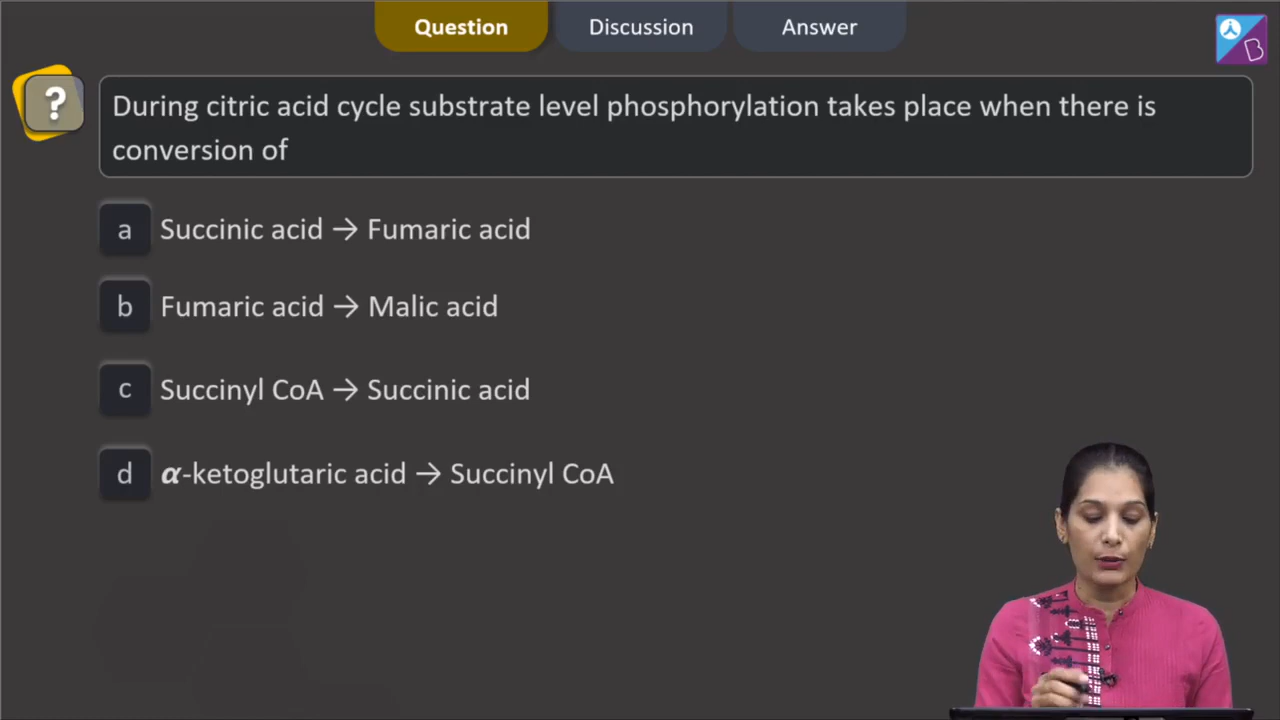 Question Discussion Answer
?
During citric acid cycle substrate level phosphorylation takes place when there is
conversion of
a Succinic acid → Fumaric acid
b Fumaric acid → Malic acid
c Succinyl CoA → Succinic acid
d α-ketoglutaric acid → Succinyl CoA
B